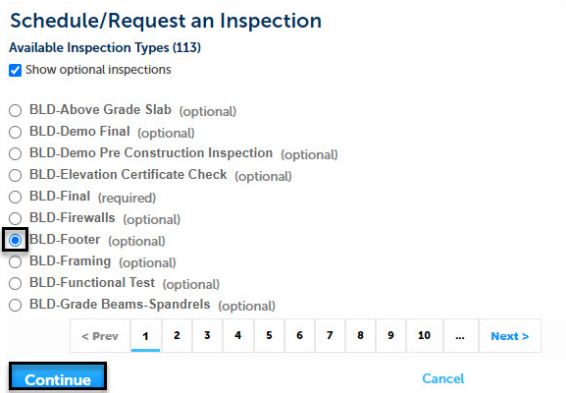 Schedule/Request an Inspection
Available Inspection Types (113)
Show optional inspections
BLD-Above Grade Slab (optional)
BLD-Demo Final (optional)
BLD-Demo Pre Construction Inspection (optional)
BLD-Elevation Certificate Check (optional)
BLD-Final (required)
BLD-Firewalls (optional)
BLD-Footer (optional)
BLD-Framing (optional)
BLD-Functional Test (optional)
BLD-Grade Beams-Spandrels (optional)
< Prev 1 2 3 4 5 6 7 8 9 10 ... Next >
Continue Cancel